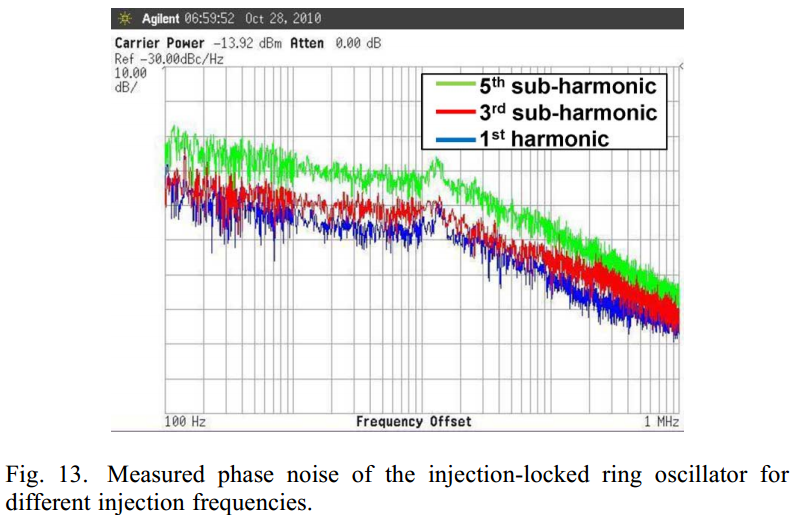 Agilent 06:59:52 Oct 28, 2010
Carrier Power -13.92 dBm Atten 0.00 dB
Ref -30.00dBc/Hz
10.00
dB/
5th sub-harmonic
3rd sub-harmonic
1st harmonic
100 Hz Frequency Offset 1 MHz
Fig. 13. Measured phase noise of the injection-locked ring oscillator for
different injection frequencies.